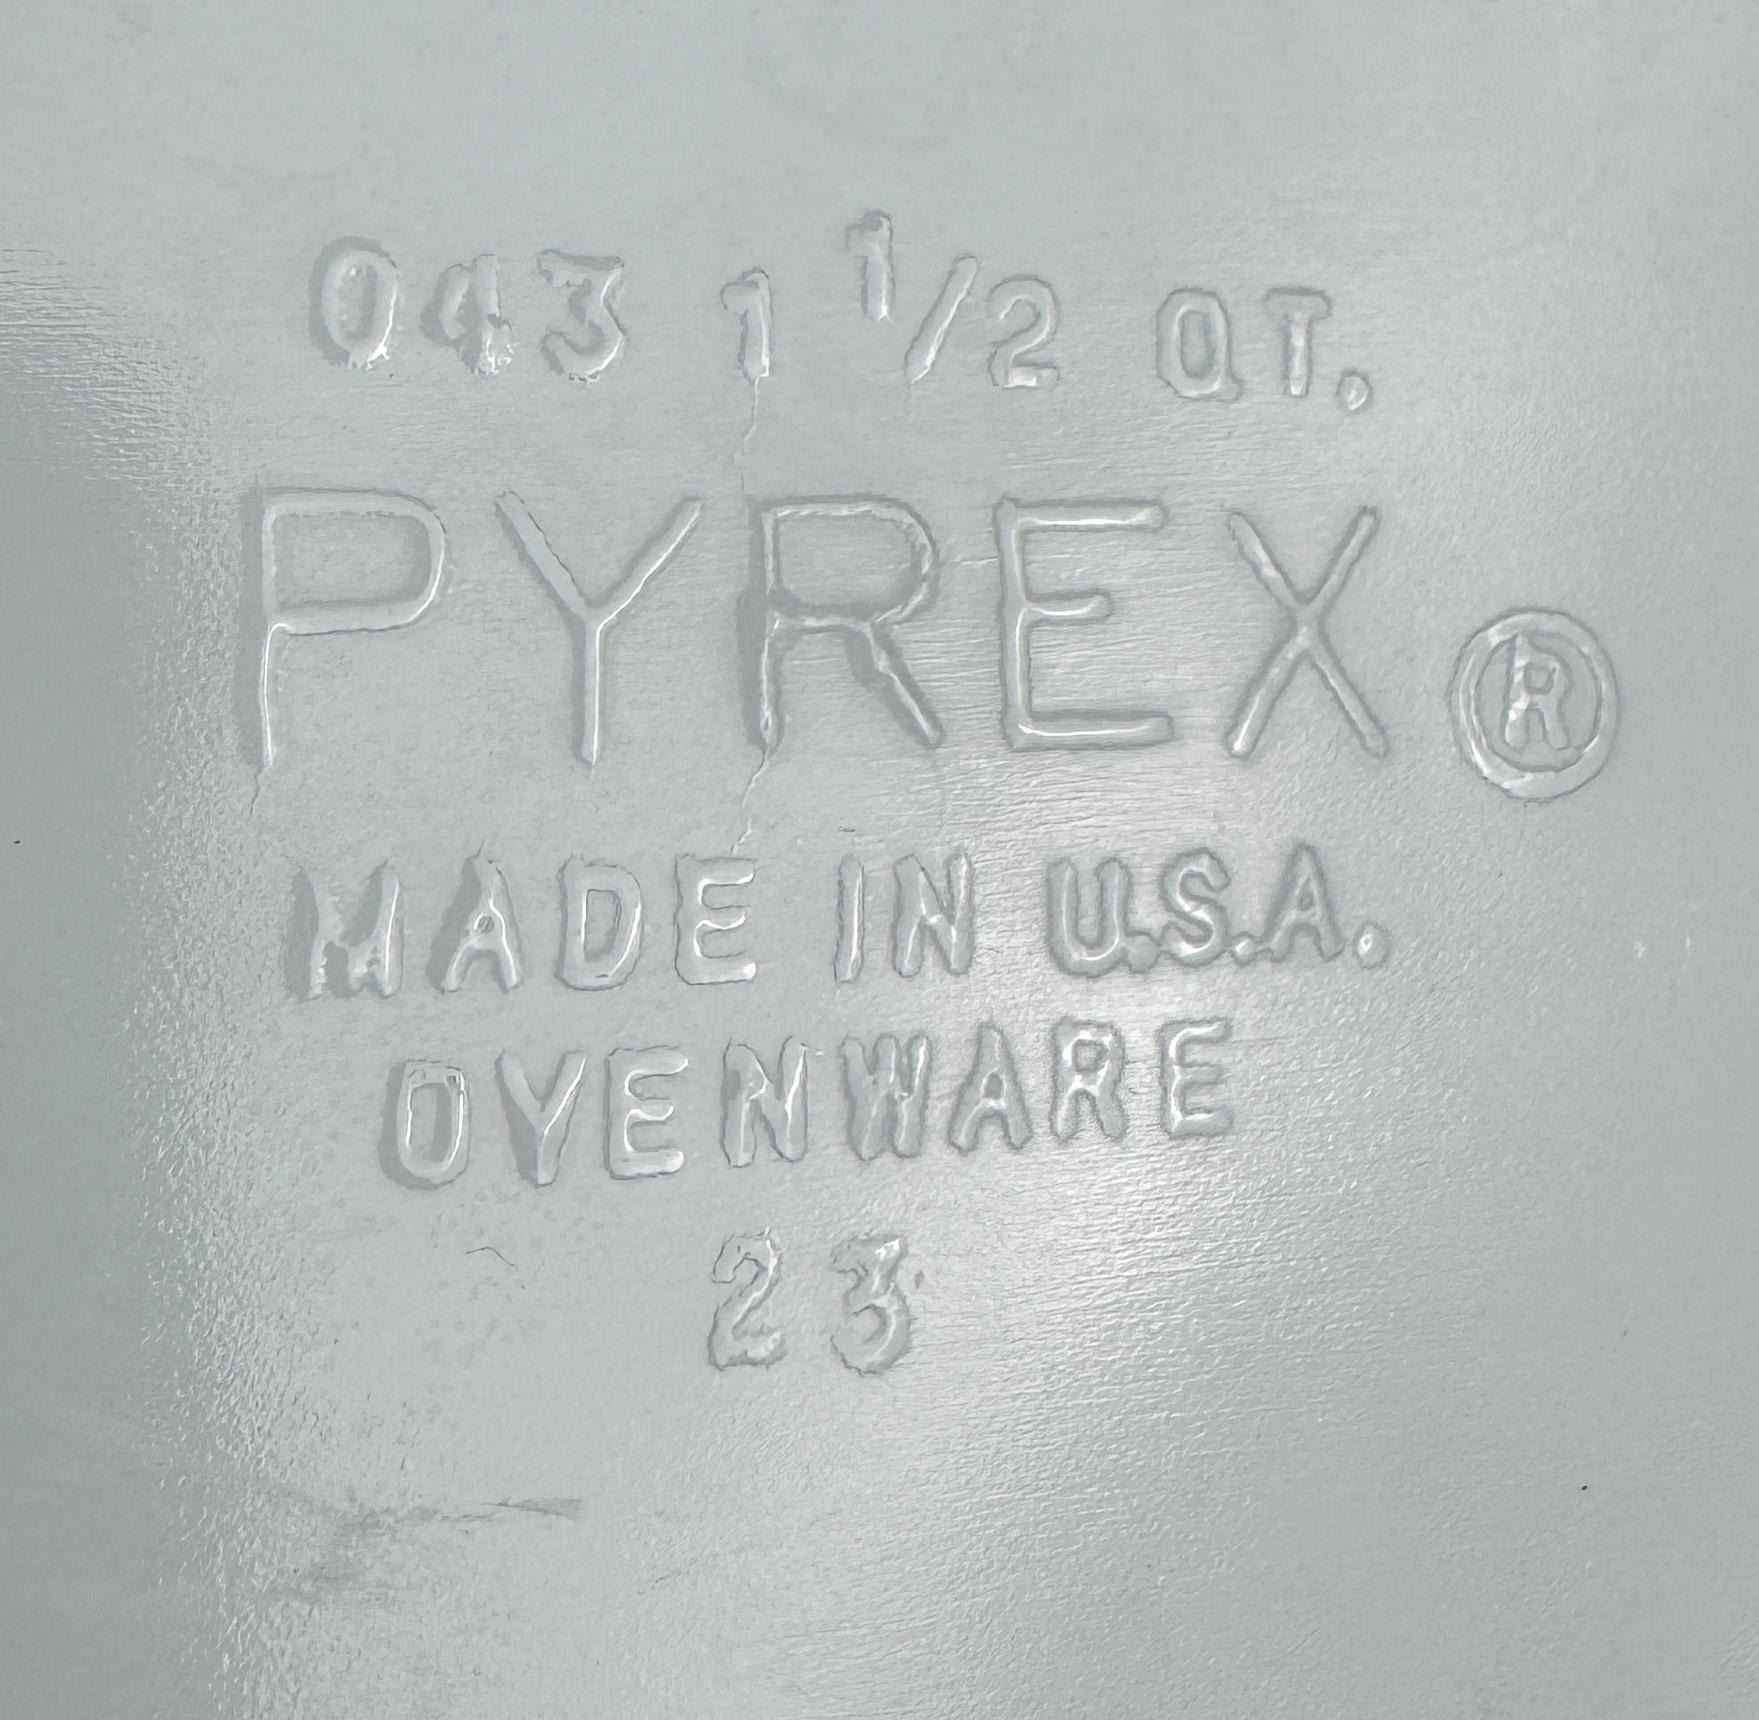 043 1 1/2 QT.
PYREX ®
MADE IN U.S.A.
OVENWARE
23